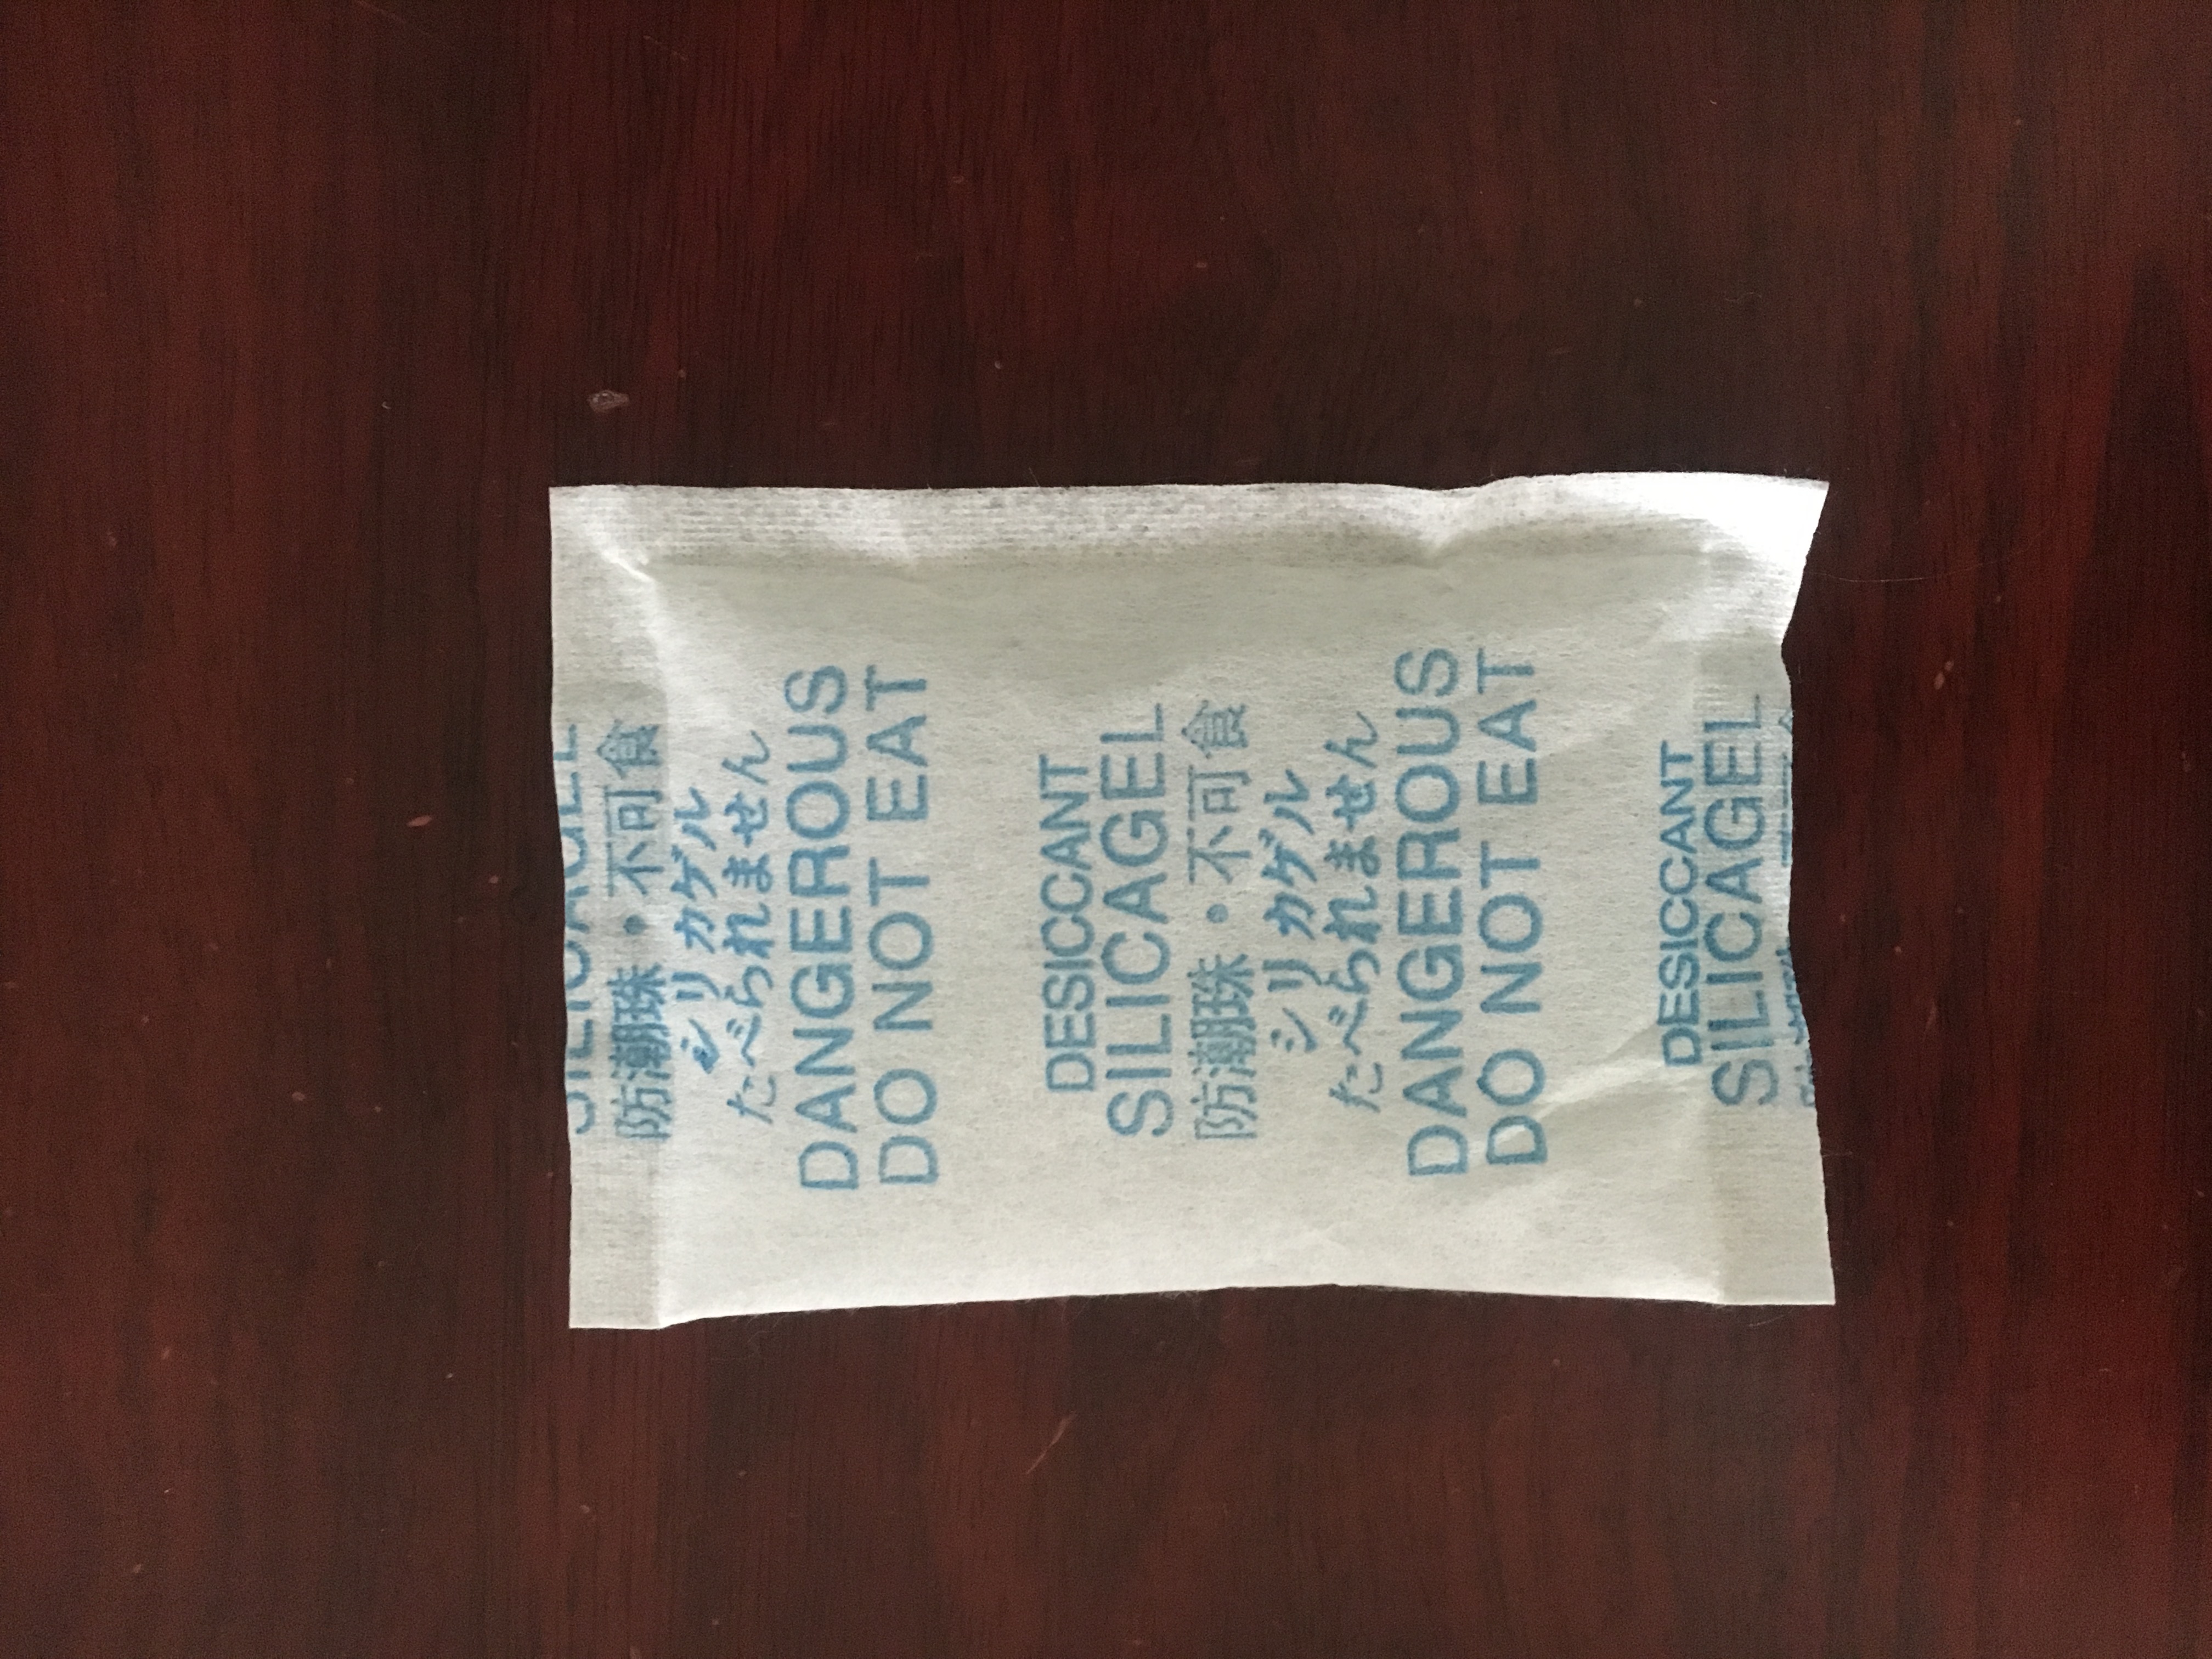 SILICAGEL
防潮珠・不可食
シリカゲル
たべられません
DANGEROUS
DO NOT EAT
DESICCANT
SILICAGEL
防潮珠・不可食
シリカゲル
たべられません
DANGEROUS
DO NOT EAT
DESICCANT
SILICAGEL